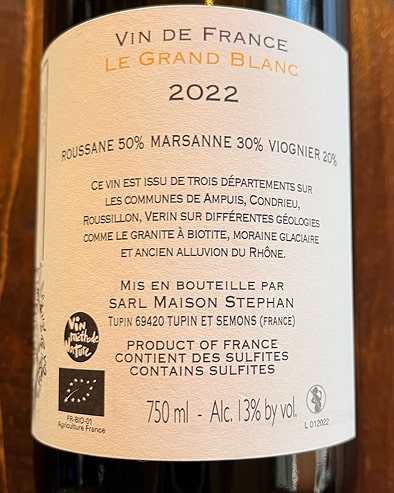 VIN DE FRANCE
LE GRAND BLANC
2022
ROUSSANE 50% MARSANNE 30% VIOGNIER 20%
CE VIN EST ISSU DE TROIS DÉPARTEMENTS SUR
LES COMMUNES DE AMPUIS, CONDRIEU,
ROUSSILLON, VERIN SUR DIFFÉRENTES GÉOLOGIES
COMME LE GRANITE À BIOTITE, MORAINE GLACIAIRE
ET ANCIEN ALLUVION DU RHÔNE.
MIS EN BOUTEILLE PAR
SARL MAISON STEPHAN
TUPIN 69420 TUPIN ET SEMONS (FRANCE)
PRODUCT OF FRANCE
CONTIENT DES SULFITES
CONTAINS SULFITES
Vin
méthode
Nature
FR-BIO-01
Agriculture France
750 ml - Alc. 13% by vol.
L 012022